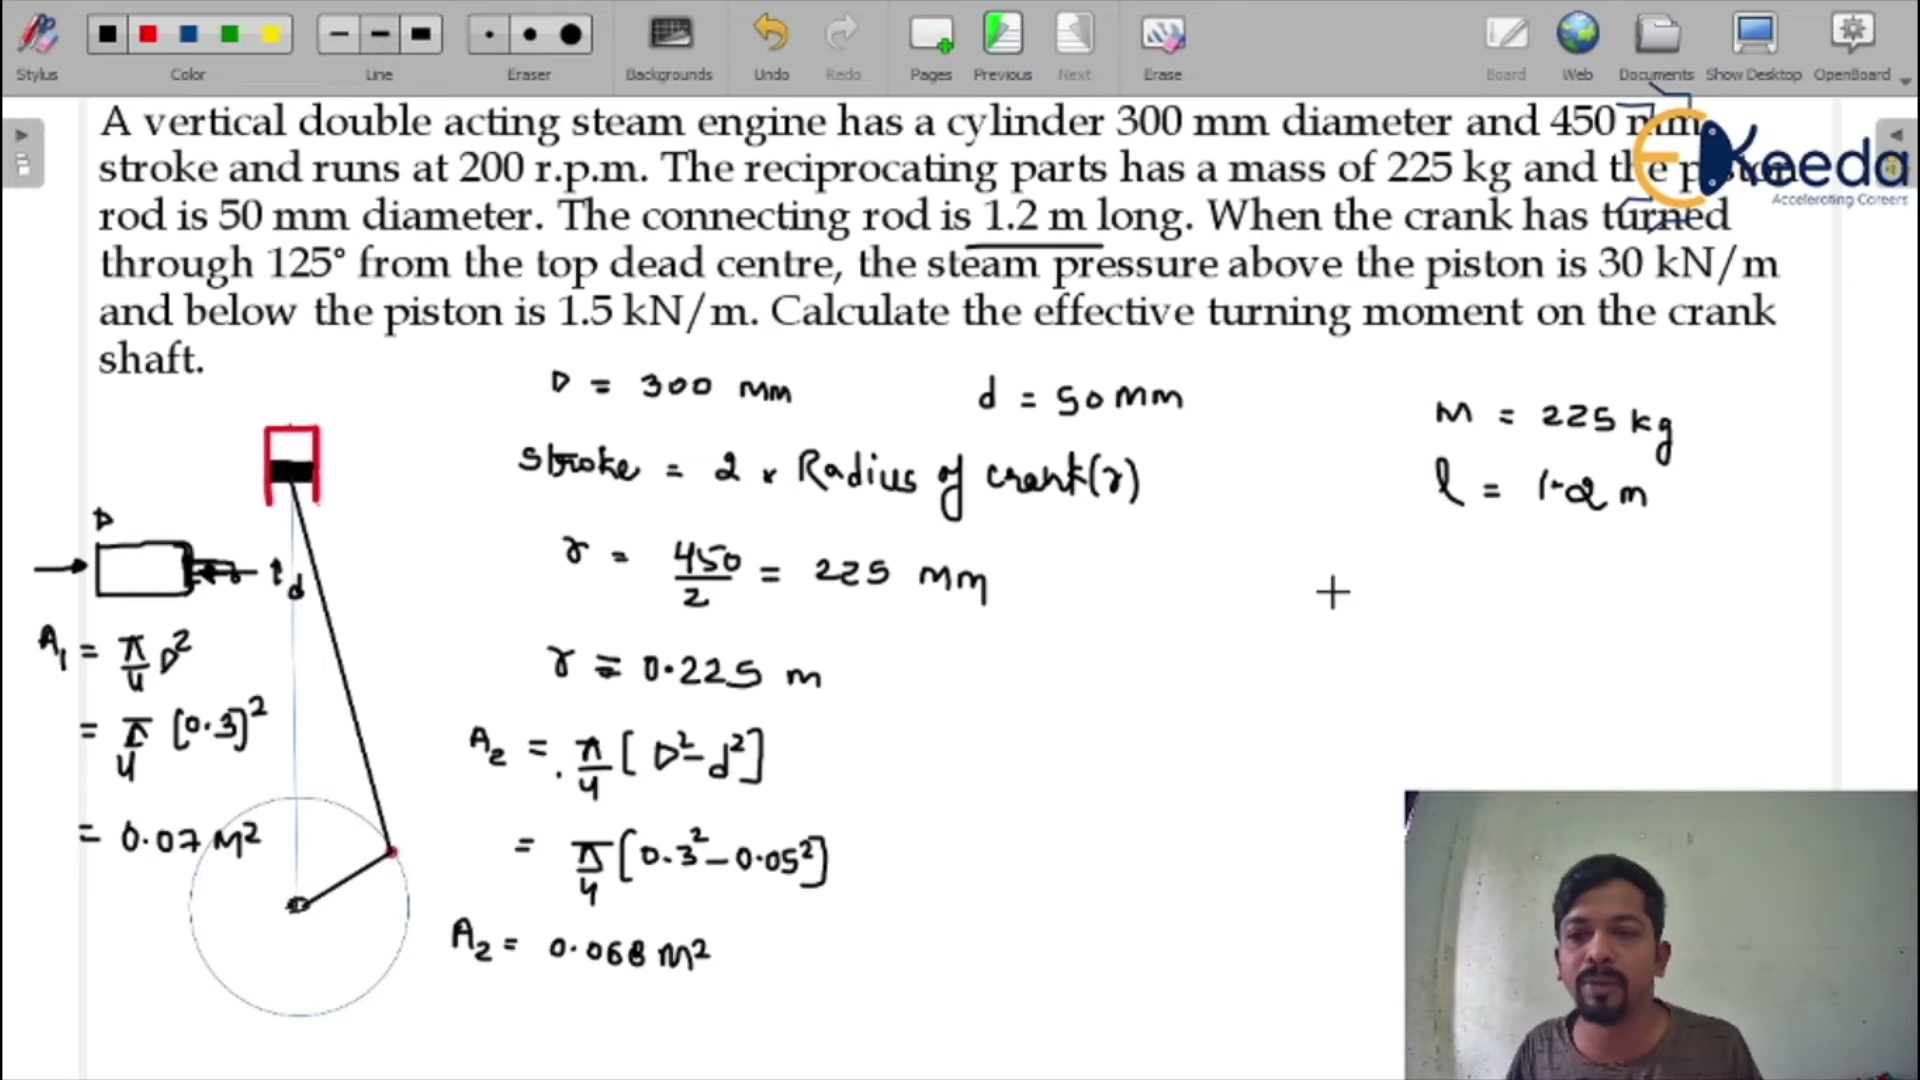 Stylus
Color
Line
Eraser
Backgrounds
Undo
Redo
Pages
Previous
Next
Erase
Board
Web
Documents
Show Desktop
OpenBoard
A vertical double acting steam engine has a cylinder 300 mm diameter and 450 mm
stroke and runs at 200 r.p.m. The reciprocating parts has a mass of 225 kg and the piston
rod is 50 mm diameter. The connecting rod is 1.2 m long. When the crank has turned
through 125° from the top dead centre, the steam pressure above the piston is 30 kN/m
and below the piston is 1.5 kN/m. Calculate the effective turning moment on the crank
shaft.
EKeeda
Accelerating Careers
D = 300 mm
d = 50 mm
M = 225 kg
stroke = 2 × Radius of crank(r)
l = 1.2 m
r = 450/2 = 225 mm
r = 0.225 m
D
d
A1 = π/4 D²
= π/4 [0.3]²
= 0.07 M²
A2 = π/4 [D²-d²]
= π/4 [0.3²-0.05²]
A2 = 0.068 M²